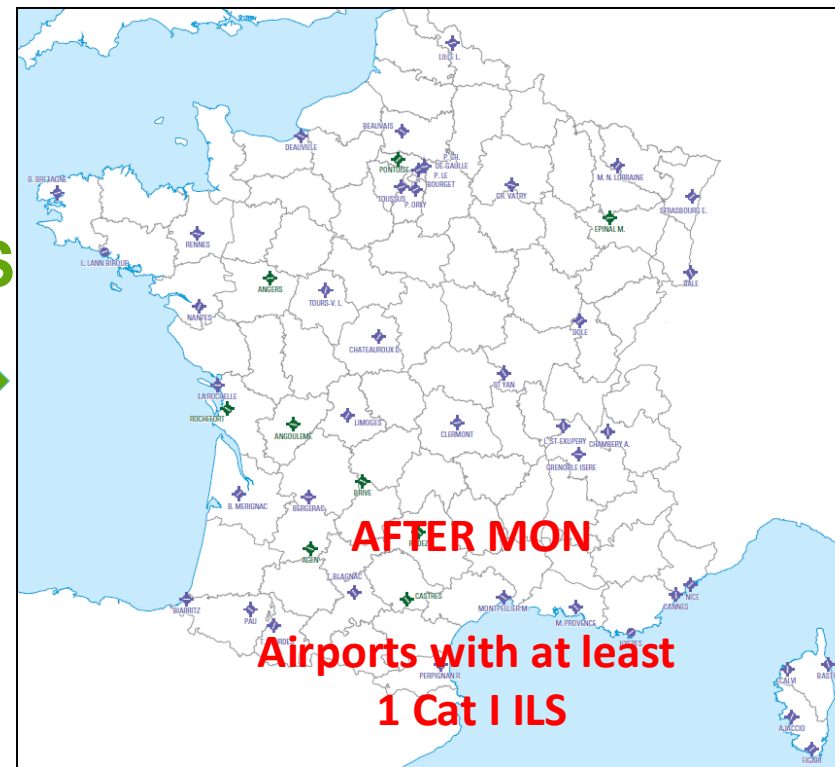 LILLE L.
BEAUVAIS
DEAUVILLE
P. CH.
DE-GAULLE
PONTOISE
P. LE
BOURGET
TOUSSUS
P. ORLY
CH. VATRY
M. N. LORRAINE
STRASBOURG E.
B. BRETAGNE
EPINAL M.
RENNES
S
L. LANN BIHOUE
ANGERS
TOURS-V. L.
BALE
NANTES
DOLE
CHATEAUROUX D.
ST YAN
LA ROCHELLE
ROCHEFORT
LIMOGES
ANGOULEME
CLERMONT
L. ST-EXUPERY
CHAMBERY A.
GRENOBLE ISERE
BRIVE
B. MERIGNAC
BERGERAC
AFTER MON
AGEN
T. BLAGNAC
CASTRES
NICE
CANNES
BIARRITZ
PAU
MONTPELLIER M.
M. PROVENCE
HYERES
Airports with at least
PERPIGNAN R.
1 Cat I ILS
CALVI
AJACCIO
FIGARI